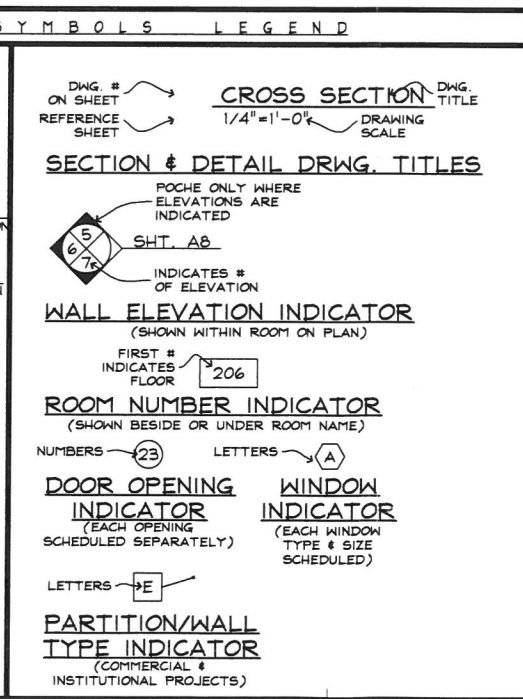 SYMBOLS LEGEND
DWG. #
ON SHEET
REFERENCE
SHEET
CROSS SECTION
1/4"=1'-0"
DWG.
TITLE
DRAWING
SCALE
SECTION & DETAIL DRWG. TITLES
POCHE ONLY WHERE
ELEVATIONS ARE
INDICATED
5
6
7
SHT. A8
INDICATES #
OF ELEVATION
WALL ELEVATION INDICATOR
(SHOWN WITHIN ROOM ON PLAN)
FIRST #
INDICATES
FLOOR
206
ROOM NUMBER INDICATOR
(SHOWN BESIDE OR UNDER ROOM NAME)
NUMBERS
23
LETTERS
A
DOOR OPENING
INDICATOR
(EACH OPENING
SCHEDULED SEPARATELY)
WINDOW
INDICATOR
(EACH WINDOW
TYPE & SIZE
SCHEDULED)
LETTERS
E
PARTITION/WALL
TYPE INDICATOR
(COMMERCIAL &
INSTITUTIONAL PROJECTS)